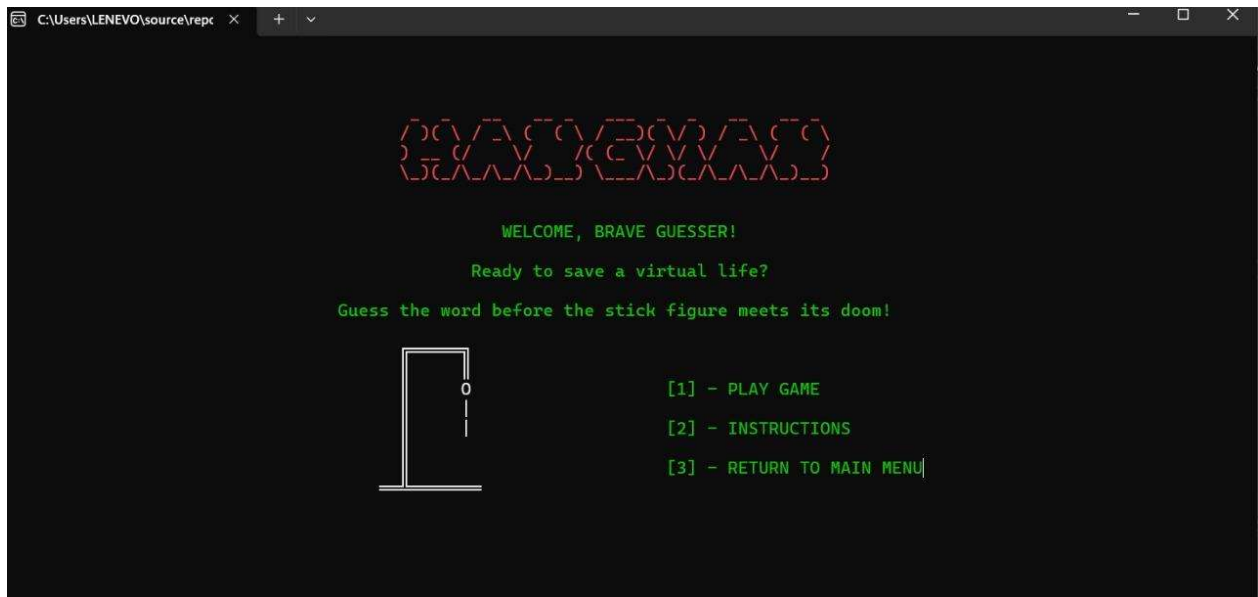 C:\Users\LENEVO\source\repc
HANGMAN
WELCOME, BRAVE GUESSER!
Ready to save a virtual life?
Guess the word before the stick figure meets its doom!
[1] - PLAY GAME
[2] - INSTRUCTIONS
[3] - RETURN TO MAIN MENU